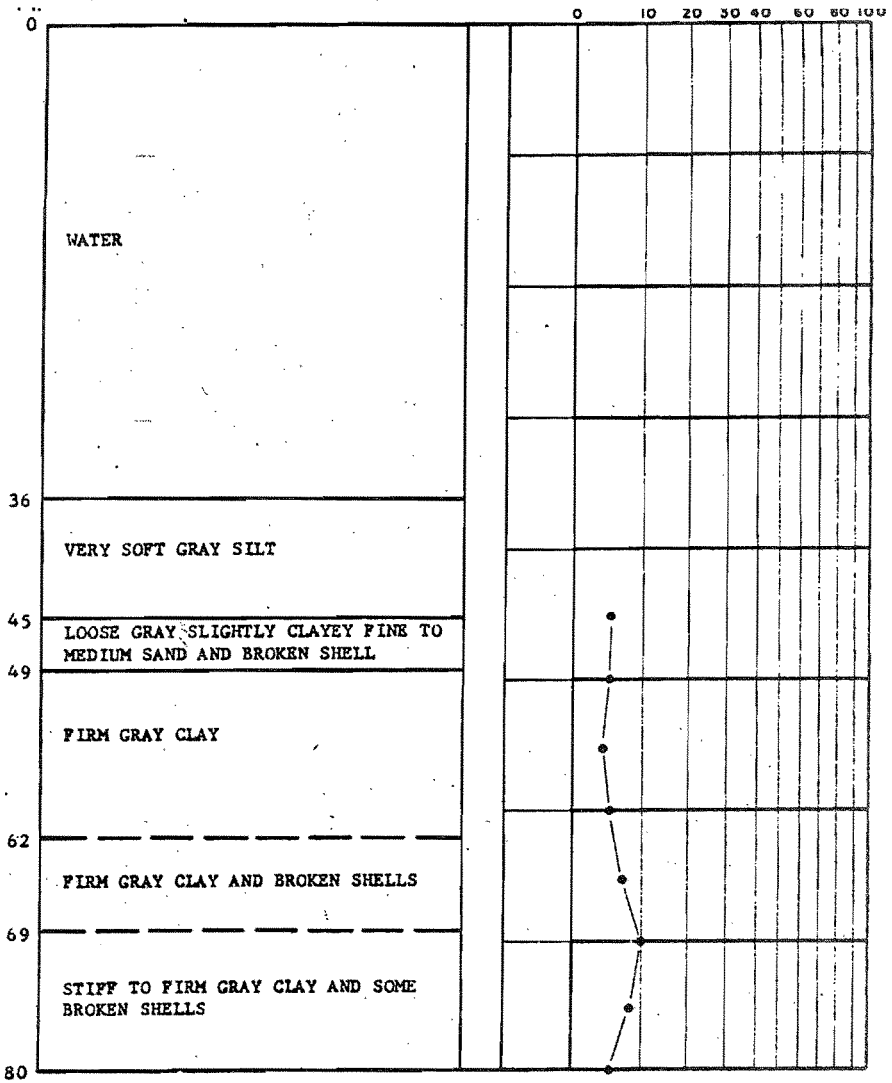 0 10 20 30 40 60 80 100
0
WATER
36
VERY SOFT GRAY SILT
45
LOOSE GRAY SLIGHTLY CLAYEY FINE TO
MEDIUM SAND AND BROKEN SHELL
49
FIRM GRAY CLAY
62
FIRM GRAY CLAY AND BROKEN SHELLS
69
STIFF TO FIRM GRAY CLAY AND SOME
BROKEN SHELLS
80